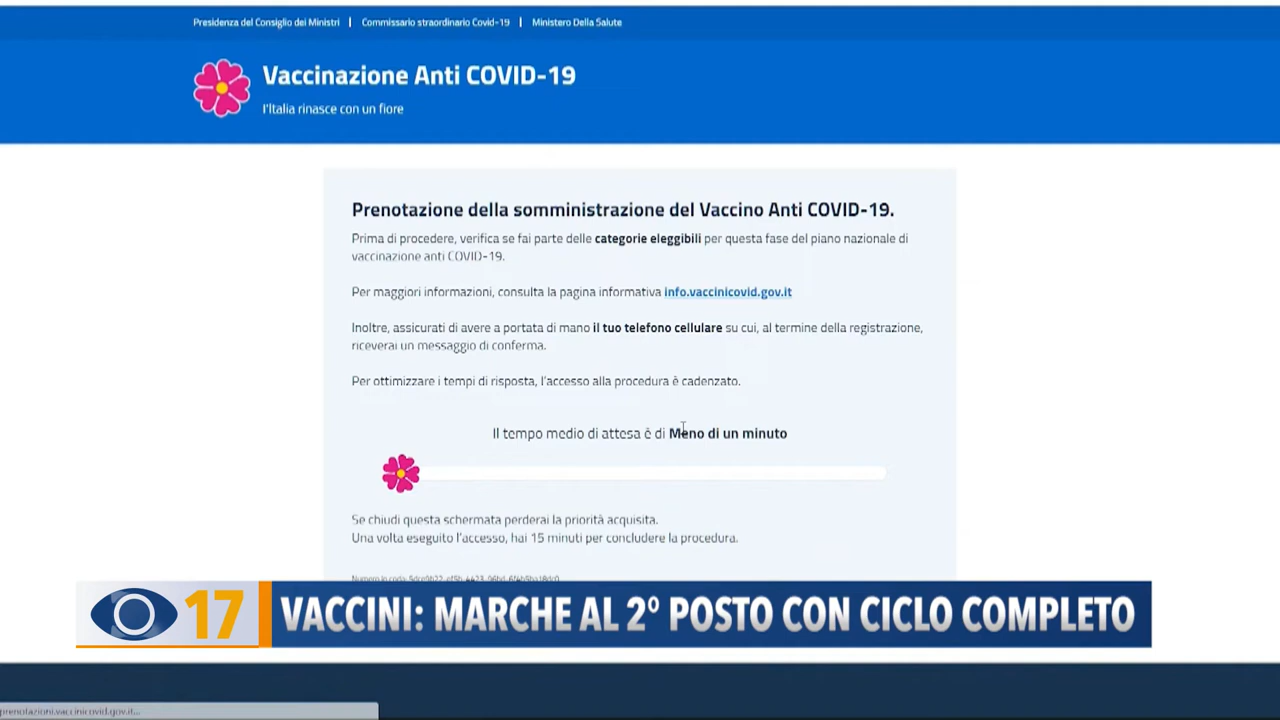 Presidenza del Consiglio dei Ministri | Commissario straordinario Covid-19 | Ministero Della Salute
Vaccinazione Anti COVID-19
l'Italia rinasce con un fiore
Prenotazione della somministrazione del Vaccino Anti COVID-19.
Prima di procedere, verifica se fai parte delle categorie eleggibili per questa fase del piano nazionale di
vaccinazione anti COVID-19.
Per maggiori informazioni, consulta la pagina informativa info.vaccinicovid.gov.it
Inoltre, assicurati di avere a portata di mano il tuo telefono cellulare su cui, al termine della registrazione,
riceverai un messaggio di conferma.
Per ottimizzare i tempi di risposta, l'accesso alla procedura è cadenzato.
Il tempo medio di attesa è di Meno di un minuto
Se chiudi questa schermata perderai la priorità acquisita.
Una volta eseguito l'accesso, hai 15 minuti per concludere la procedura.
17 VACCINI: MARCHE AL 2° POSTO CON CICLO COMPLETO
prenotazioni.vaccinicovid.gov.it...